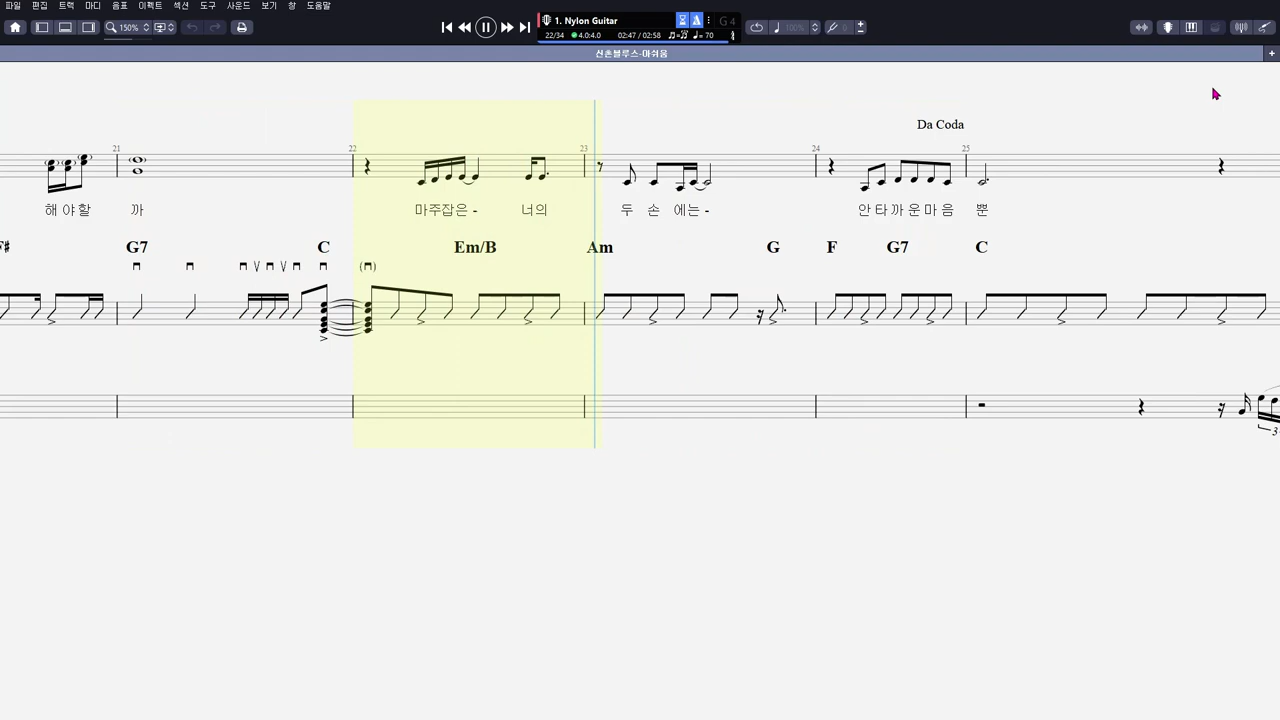 파일 편집 트랙 마디 음표 이펙트 섹션 도구 사운드 보기 창 도움말
150%
1. Nylon Guitar
G 4
22/34 4.0:4.0 02:47 / 02:58 = 70
100%
0
신촌블루스-아쉬움
Da Coda
21 22 23 24 25
해 야 할 까 마주잡은 - 너의 두 손 에는 - 안 타 까 운 마 음 뿐
F# G7 C Em/B Am G F G7 C
3